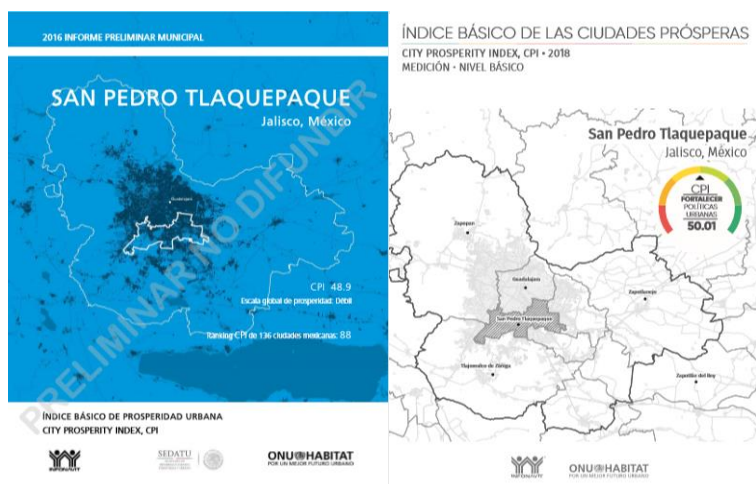 2016 INFORME PRELIMINAR MUNICIPAL
SAN PEDRO TLAQUEPAQUE
Jalisco, México
PRELIMINAR NO DIFUNDIR
Guadalajara
CPI 48.9
Escala global de prosperidad: Débil
Ranking CPI de 136 ciudades mexicanas: 88
ÍNDICE BÁSICO DE PROSPERIDAD URBANA
CITY PROSPERITY INDEX, CPI
INFONAVIT
SEDATU
ONU HABITAT
POR UN MEJOR FUTURO URBANO
ÍNDICE BÁSICO DE LAS CIUDADES PRÓSPERAS
CITY PROSPERITY INDEX, CPI • 2018
MEDICIÓN - NIVEL BÁSICO
San Pedro Tlaquepaque
Jalisco, México
CPI
FORTALECER
POLÍTICAS
URBANAS
50.01
Zapopan
Guadalajara
Zapotlanejo
San Pedro Tlaquepaque
Tlajomulco de Zúñiga
Zapotlán del Rey
INFONAVIT
ONU HABITAT
POR UN MEJOR FUTURO URBANO